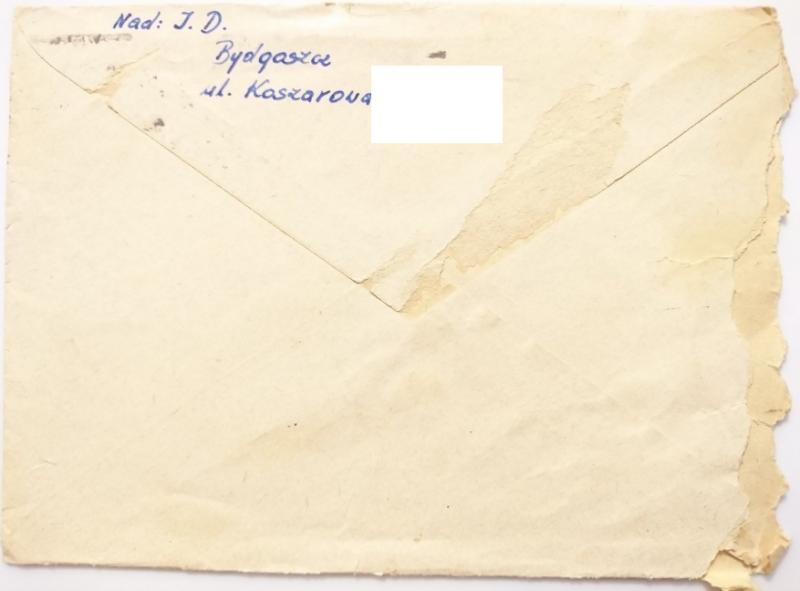 Nad: I. D.
Bydgoszcz
ul. Koszarowa